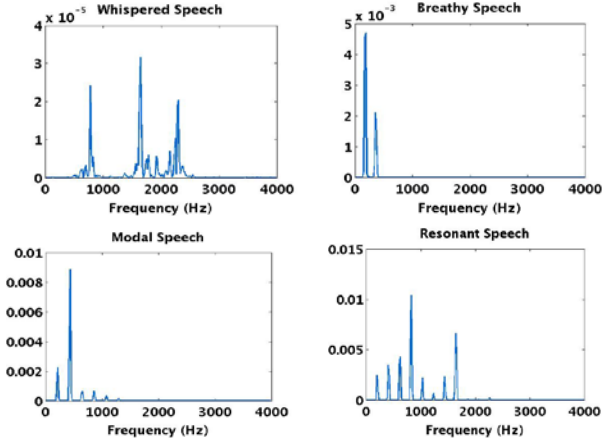 Whispered Speech
x 10⁻⁵
4
3
2
1
0
0 1000 2000 3000 4000
Frequency (Hz)
Breathy Speech
x 10⁻³
5
4
3
2
1
0
0 1000 2000 3000 4000
Frequency (Hz)
Modal Speech
0.01
0.008
0.006
0.004
0.002
0
0 1000 2000 3000 4000
Frequency (Hz)
Resonant Speech
0.015
0.01
0.005
0
0 1000 2000 3000 4000
Frequency (Hz)